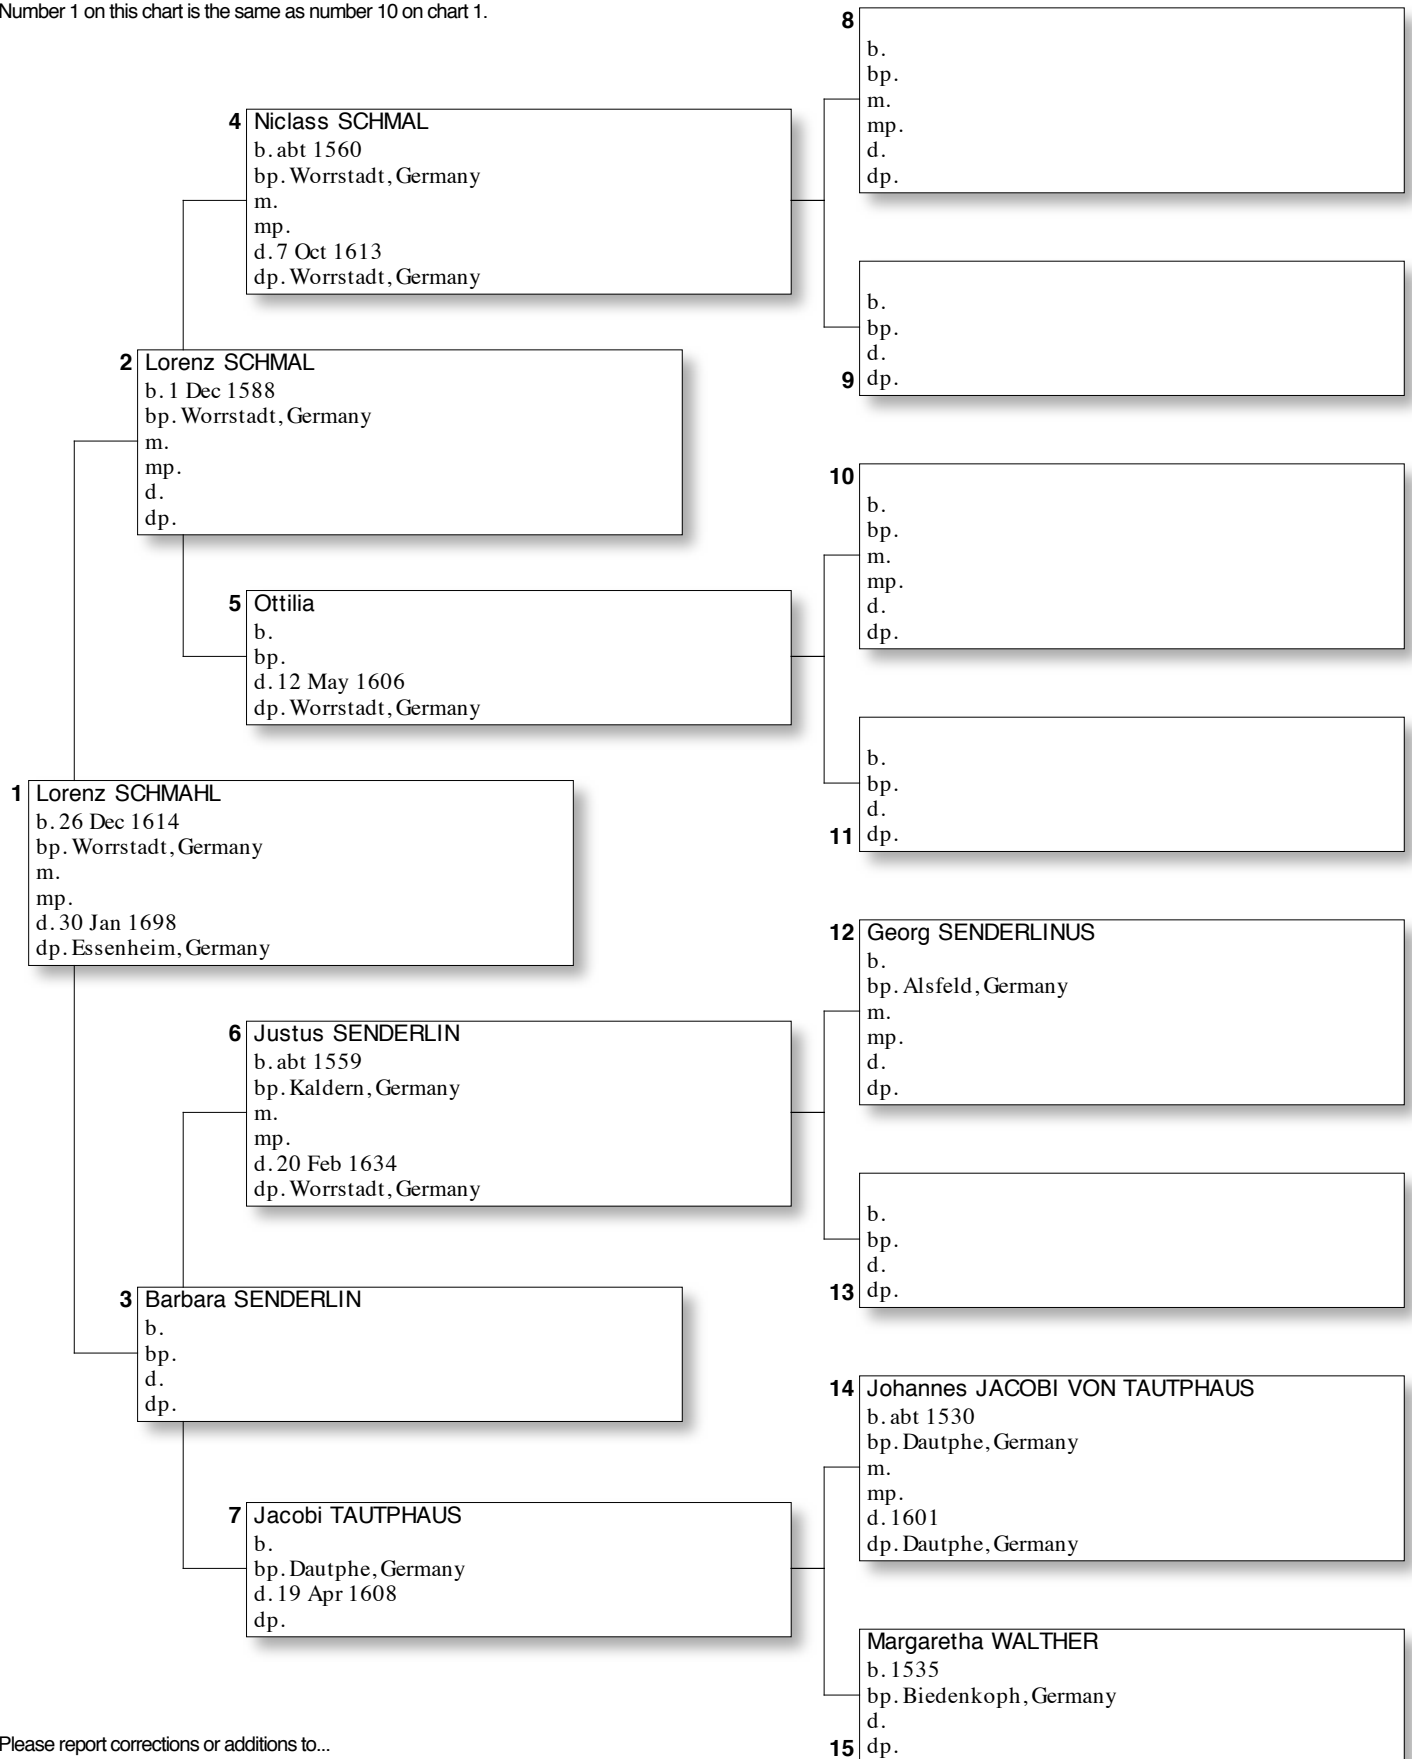 Number 1 on this chart is the same as number 10 on chart 1.
8
b.
bp.
m.
mp.
d.
dp.
4 Niclass SCHMAL
b. abt 1560
bp. Worrstadt, Germany
m.
mp.
d. 7 Oct 1613
dp. Worrstadt, Germany
b.
bp.
d.
9 dp.
2 Lorenz SCHMAL
b. 1 Dec 1588
bp. Worrstadt, Germany
m.
mp.
d.
dp.
10
b.
bp.
m.
mp.
d.
dp.
5 Ottilia
b.
bp.
d. 12 May 1606
dp. Worrstadt, Germany
b.
bp.
d.
11 dp.
1 Lorenz SCHMAHL
b. 26 Dec 1614
bp. Worrstadt, Germany
m.
mp.
d. 30 Jan 1698
dp. Essenheim, Germany
12 Georg SENDERLINUS
b.
bp. Alsfeld, Germany
m.
mp.
d.
dp.
6 Justus SENDERLIN
b. abt 1559
bp. Kaldern, Germany
m.
mp.
d. 20 Feb 1634
dp. Worrstadt, Germany
b.
bp.
d.
13 dp.
3 Barbara SENDERLIN
b.
bp.
d.
dp.
14 Johannes JACOBI VON TAUTPHAUS
b. abt 1530
bp. Dautphe, Germany
m.
mp.
d. 1601
dp. Dautphe, Germany
7 Jacobi TAUTPHAUS
b.
bp. Dautphe, Germany
d. 19 Apr 1608
dp.
Margaretha WALTHER
b. 1535
bp. Biedenkoph, Germany
d.
15 dp.
Please report corrections or additions to...